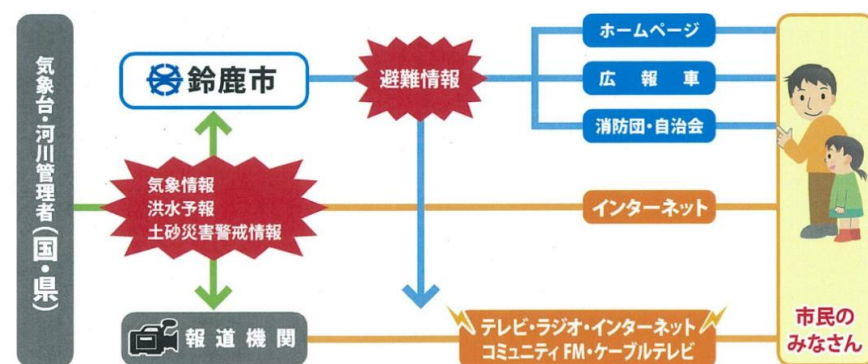 気象台・河川管理者(国・県)
鈴鹿市
避難情報
ホームページ
広報車
消防団・自治会
気象情報
洪水予報
土砂災害警戒情報
インターネット
報道機関
テレビ・ラジオ・インターネット
コミュニティFM・ケーブルテレビ
市民の
みなさん